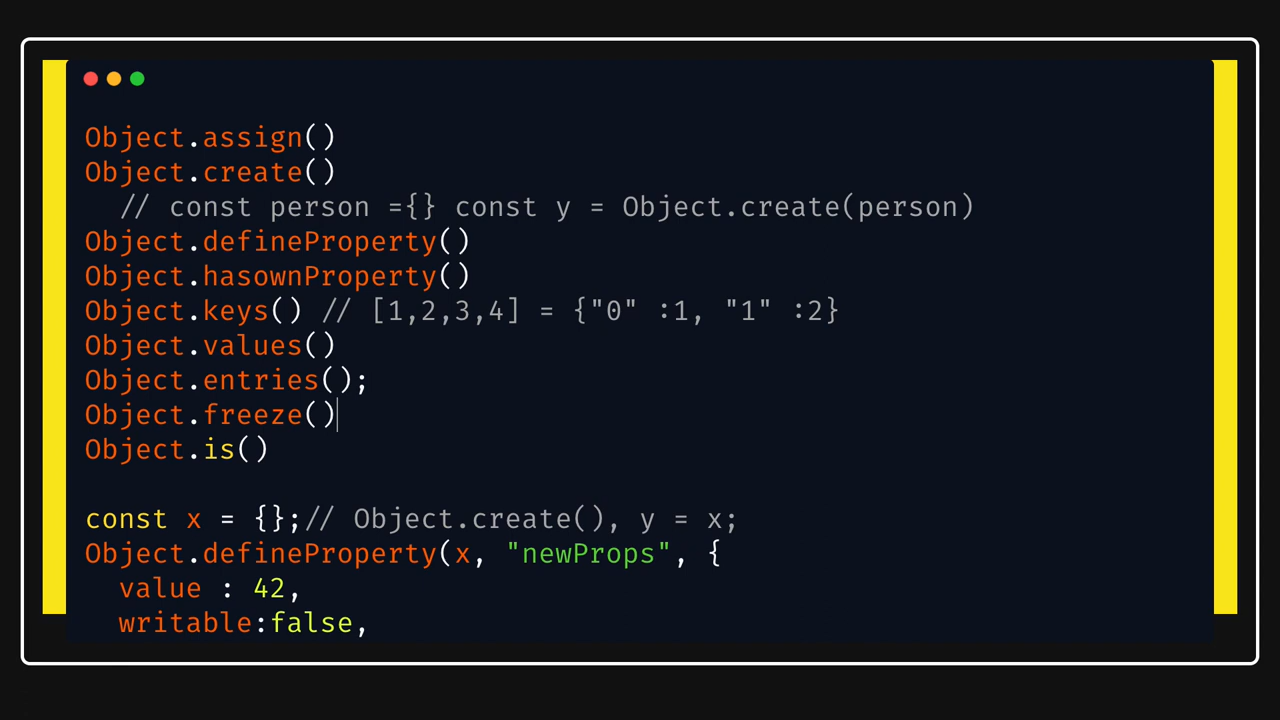 Object.assign()
Object.create()
  // const person ={} const y = Object.create(person)
Object.defineProperty()
Object.hasownProperty()
Object.keys() // [1,2,3,4] = {"0" :1, "1" :2}
Object.values()
Object.entries();
Object.freeze()
Object.is()

const x = {};// Object.create(), y = x;
Object.defineProperty(x, "newProps", {
  value : 42,
  writable:false,